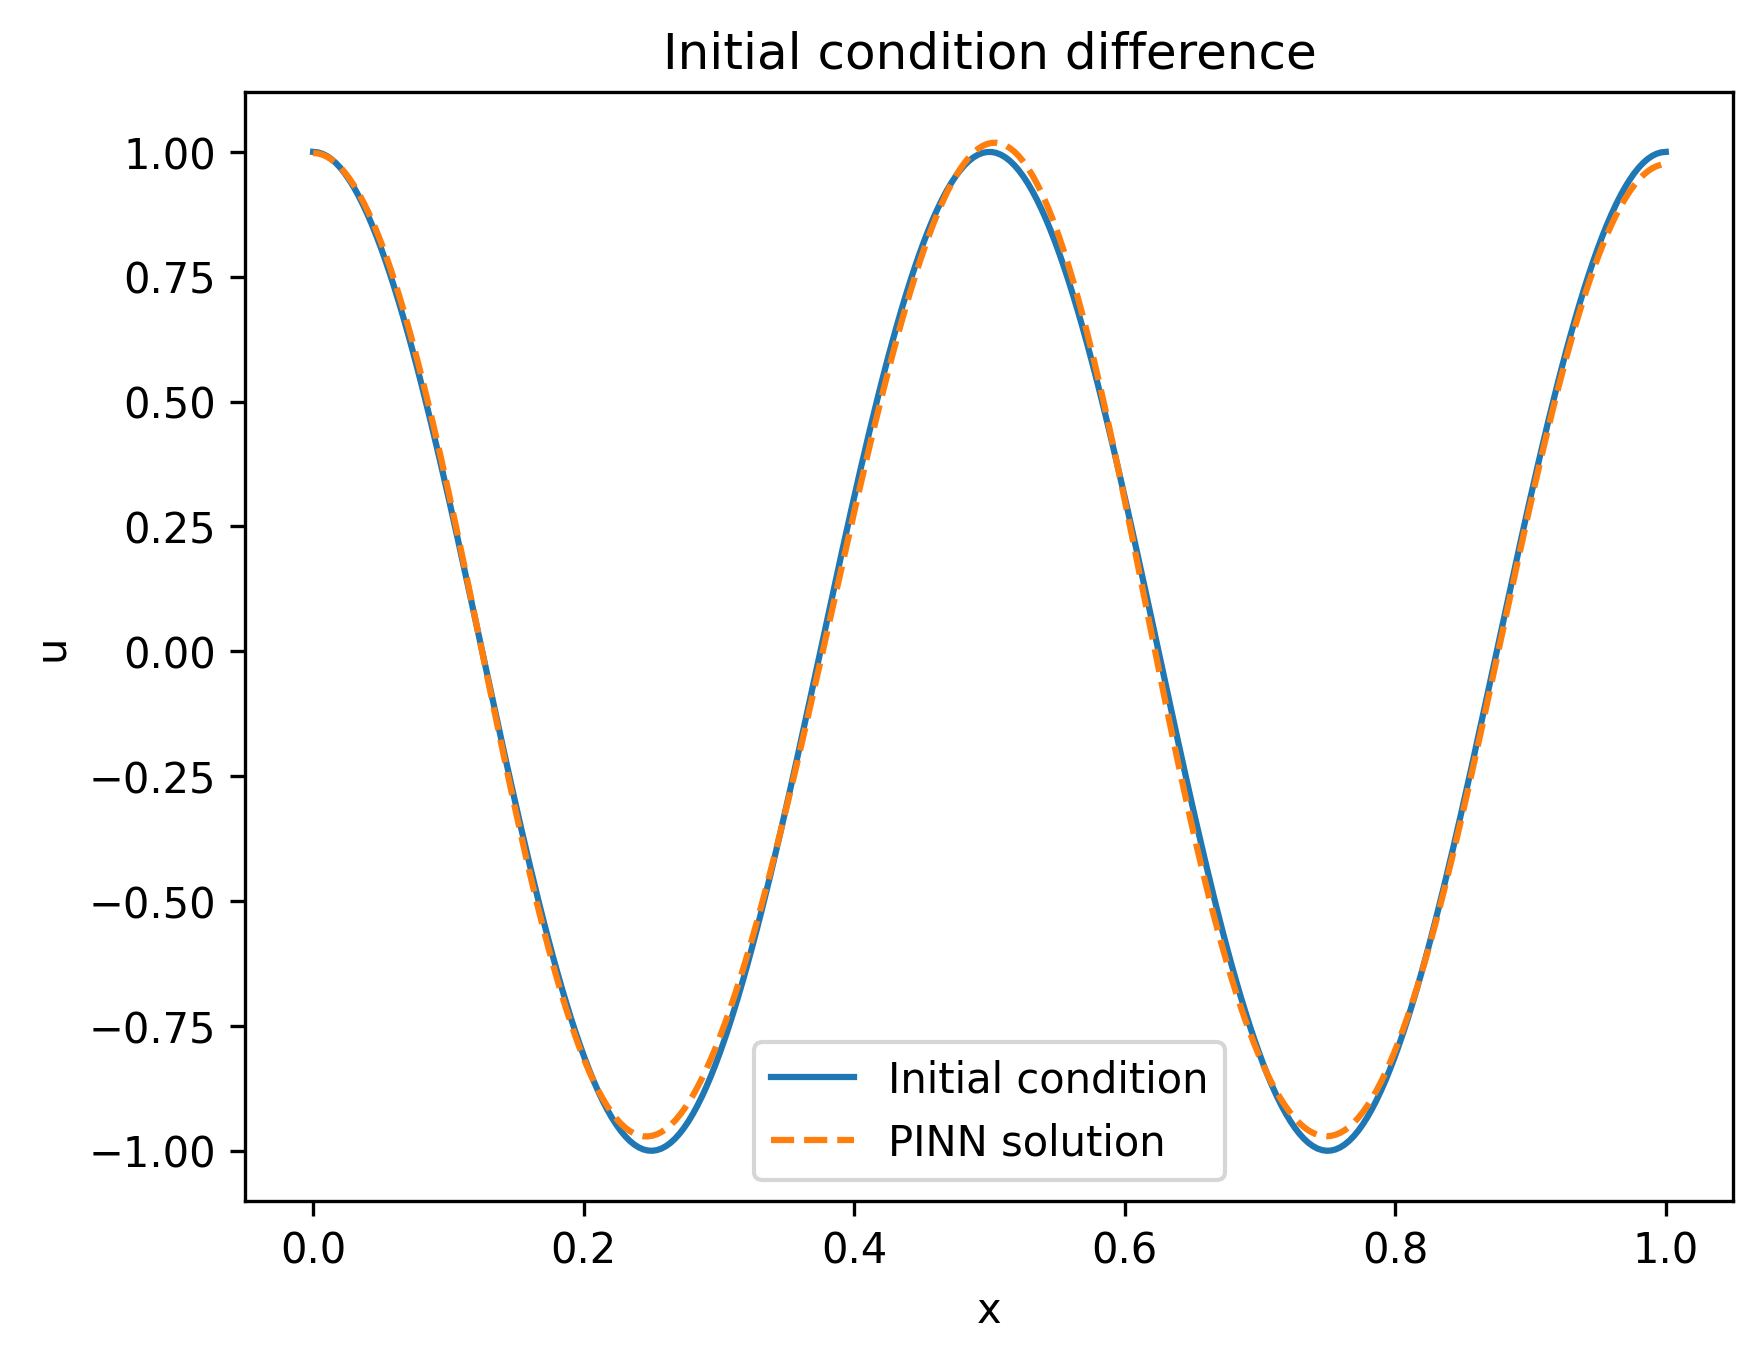 Initial condition difference
1.00
0.75
0.50
0.25
0.00
−0.25
−0.50
−0.75
−1.00
u
Initial condition
PINN solution
0.0 0.2 0.4 0.6 0.8 1.0
x